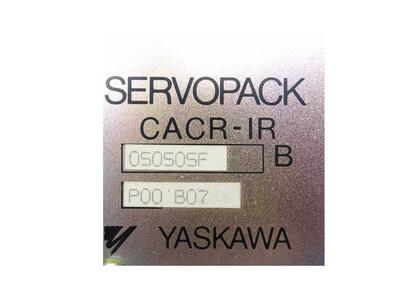 SERVOPACK
CACR-IR
050505F B
P00 B07
YASKAWA